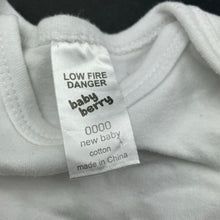 LOW FIRE
DANGER
baby
berry
0000
new baby
cotton
made in China